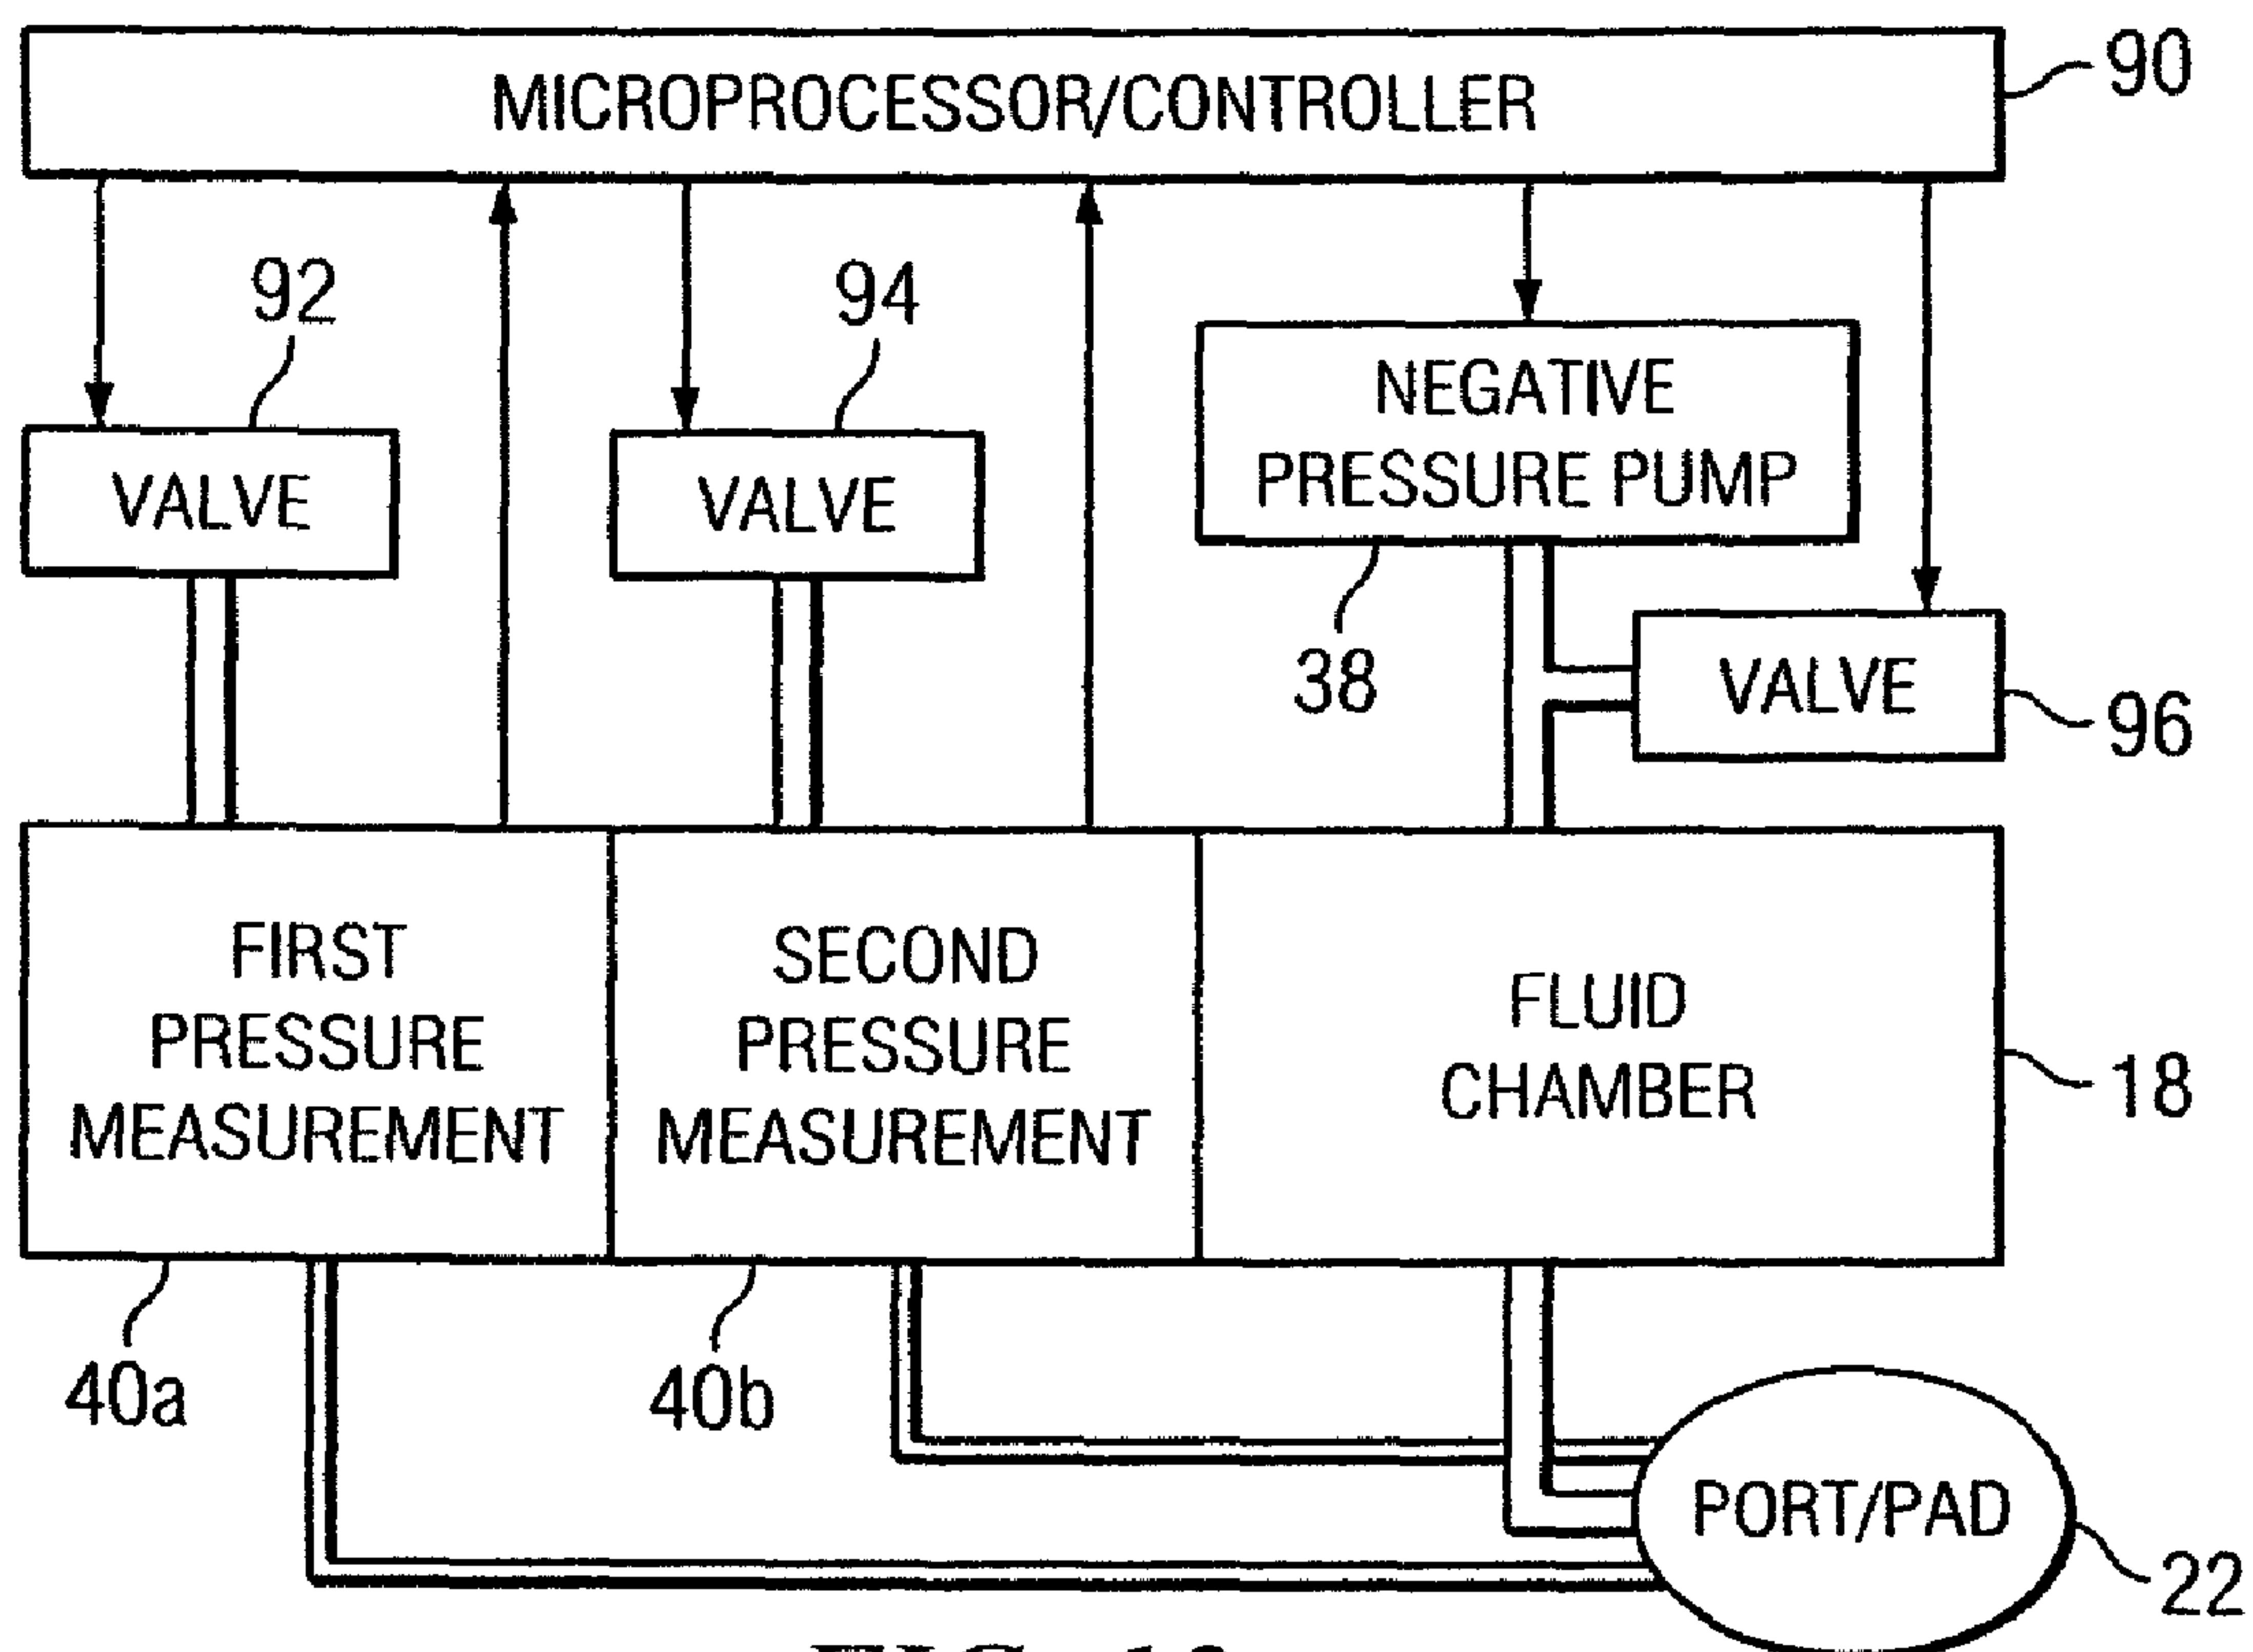 MICROPROCESSOR/CONTROLLER
90
92
94
VALVE
VALVE
NEGATIVE
PRESSURE PUMP
38
VALVE
96
FIRST
PRESSURE
MEASUREMENT
SECOND
PRESSURE
MEASUREMENT
FLUID
CHAMBER
18
40a
40b
PORT/PAD
22